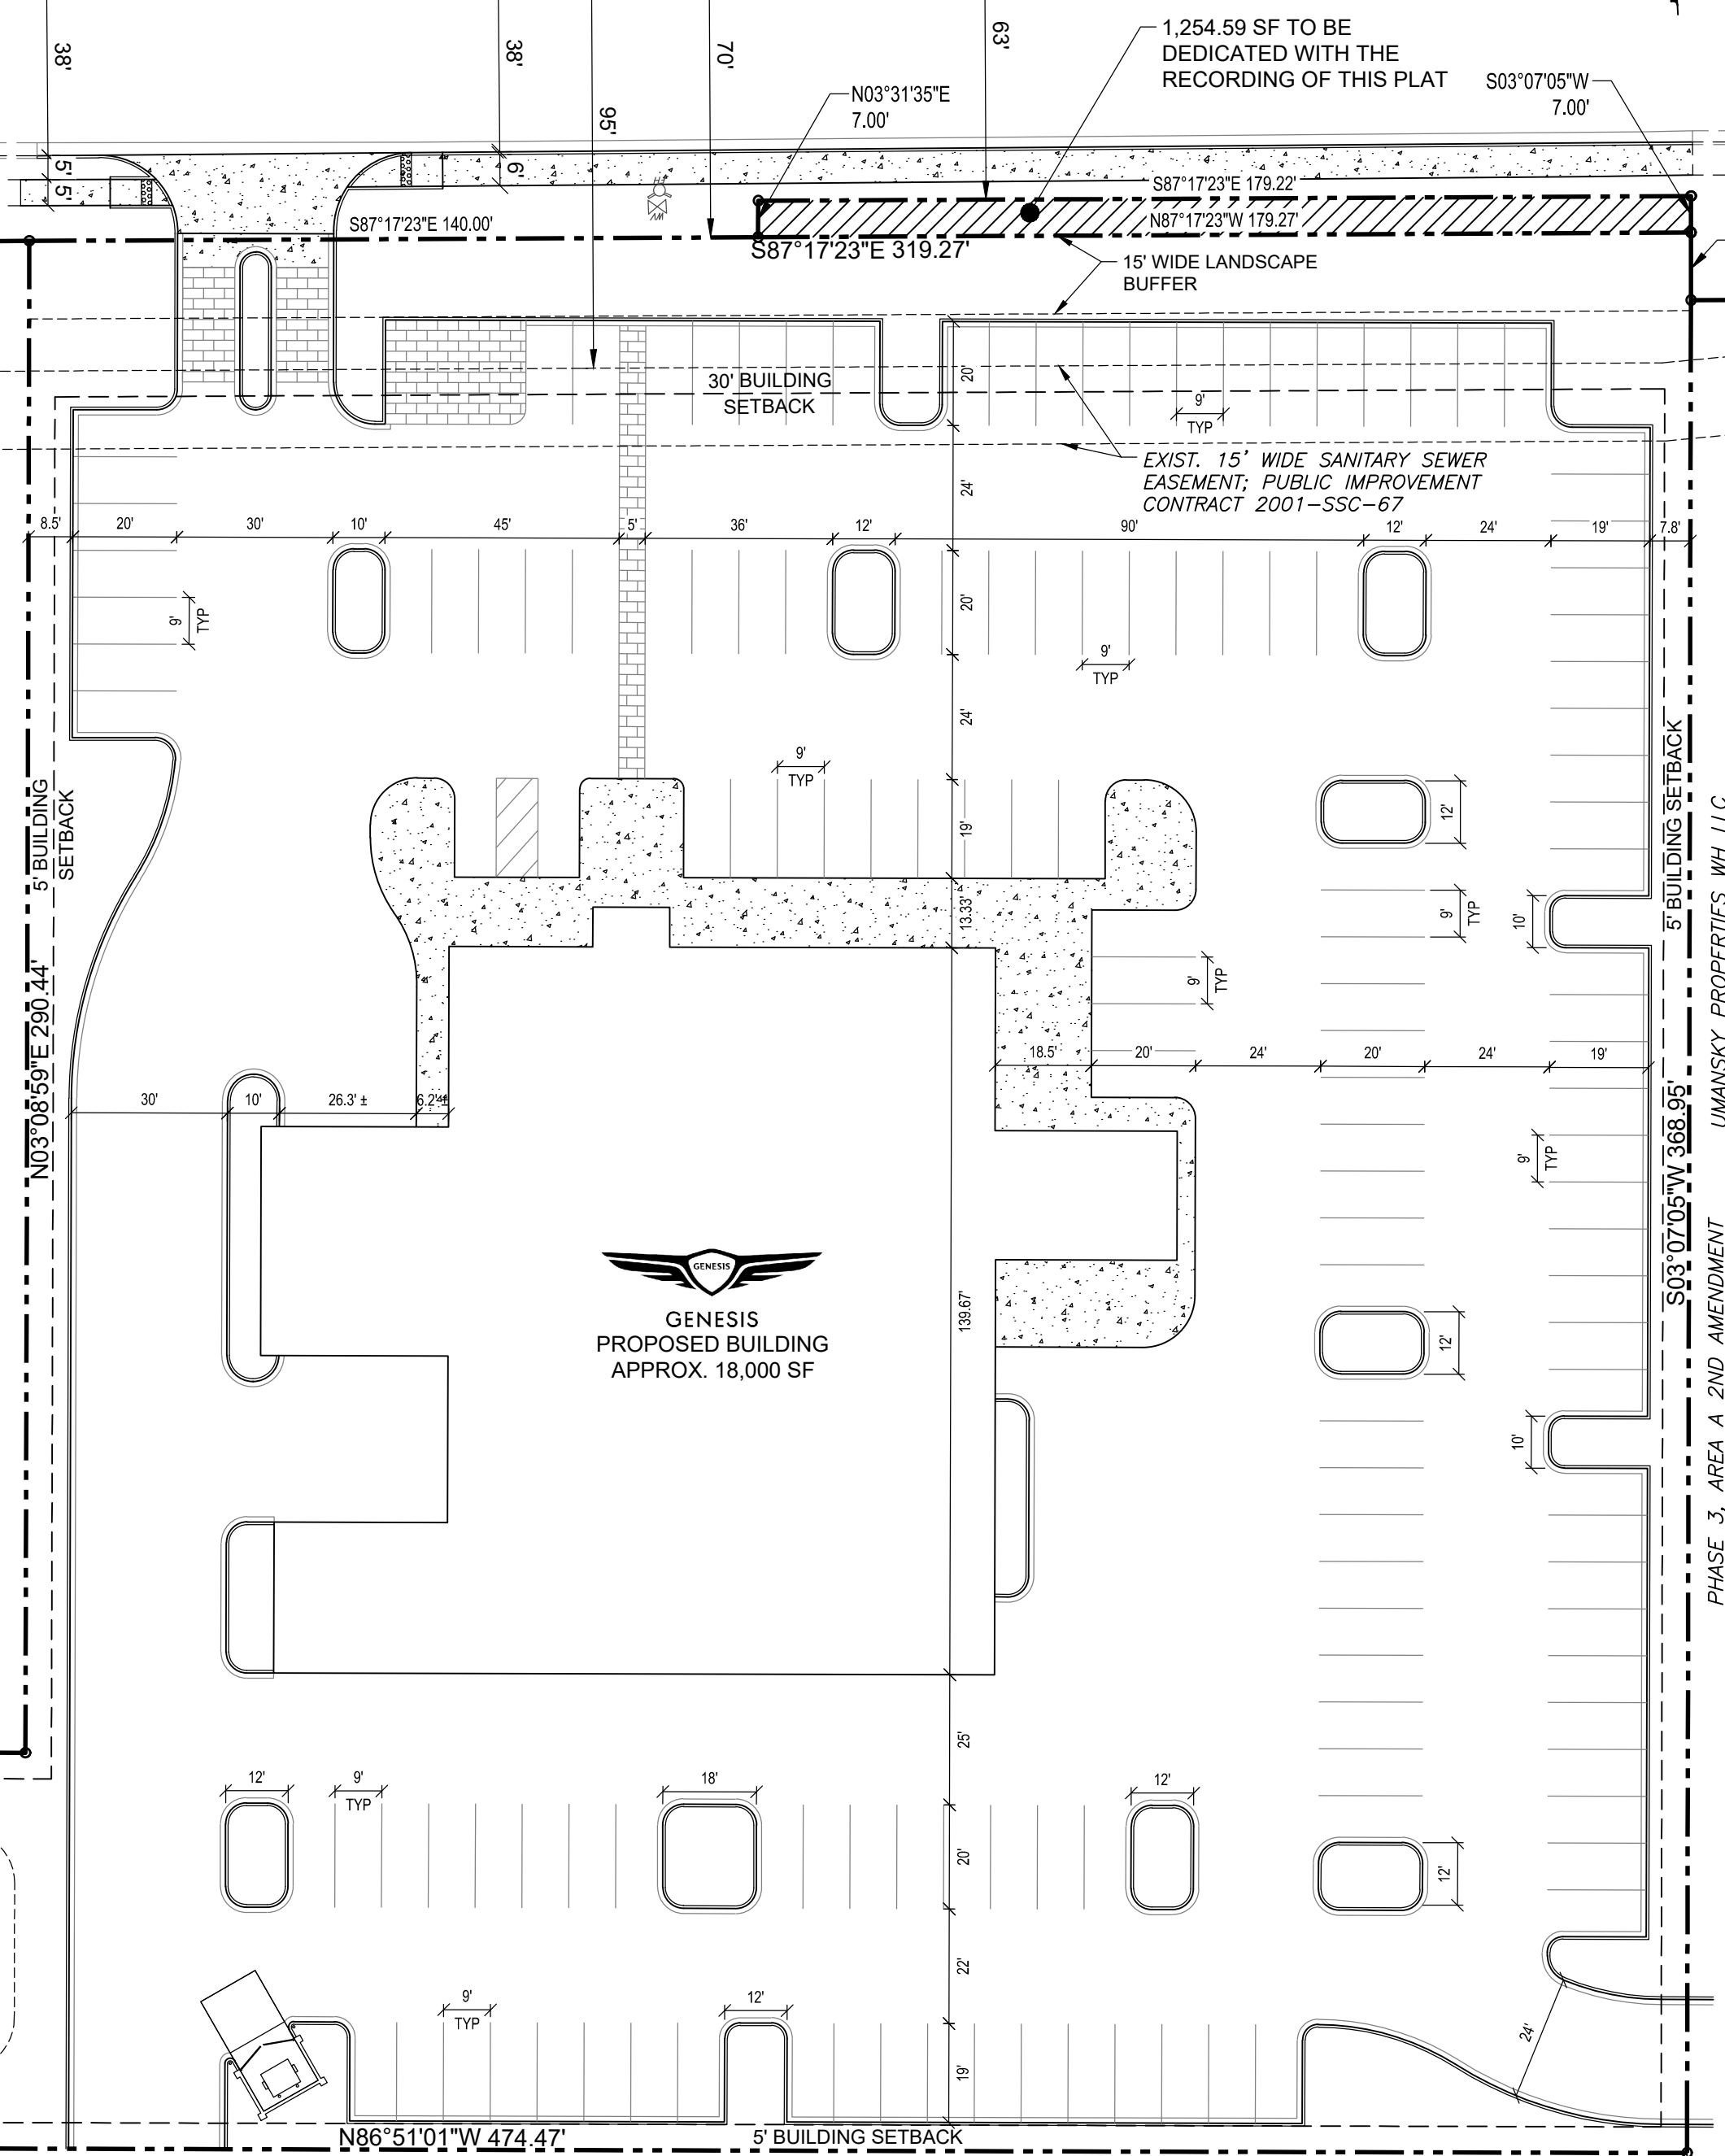 38'
38'
95'
70'
63'
1,254.59 SF TO BE
DEDICATED WITH THE
RECORDING OF THIS PLAT
N03°31'35"E
7.00'
S03°07'05"W
7.00'
5'
5'
6'
S87°17'23"E 179.22'
S87°17'23"E 140.00'
N87°17'23"W 179.27'
S87°17'23"E 319.27'
15' WIDE LANDSCAPE
BUFFER
30' BUILDING
SETBACK
20'
9'
TYP
EXIST. 15' WIDE SANITARY SEWER
EASEMENT; PUBLIC IMPROVEMENT
CONTRACT 2001-SSC-67
24'
8.5'
20'
30'
10'
45'
5'
36'
12'
90'
12'
24'
19'
7.8'
9'
TYP
20'
9'
TYP
24'
9'
TYP
5' BUILDING
SETBACK
19'
12'
5' BUILDING SETBACK
13.33'
9'
TYP
10'
9'
TYP
UMANSKY PROPERTIES WH LLC
N03°08'59"E 290.44'
18.5'
20'
24'
20'
24'
19'
30'
10'
26.3' ±
6.2'±
9'
TYP
S03°07'05"W 368.95'
GENESIS
GENESIS
PROPOSED BUILDING
APPROX. 18,000 SF
139.67'
12'
10'
PHASE 3, AREA A 2ND AMENDMENT
25'
12'
9'
TYP
18'
12'
20'
12'
22'
9'
TYP
12'
19'
24'
N86°51'01"W 474.47'
5' BUILDING SETBACK